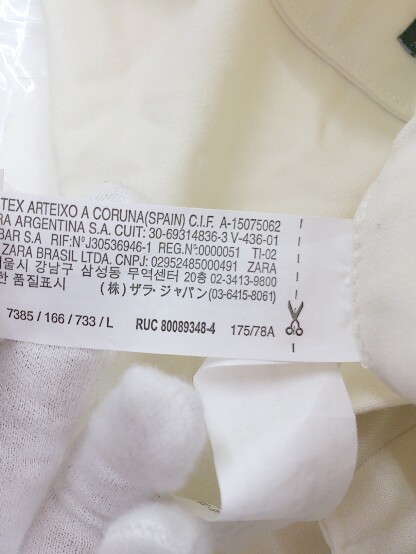 TEX ARTEIXO A CORUNA(SPAIN) C.I.F. A-15075062
RA ARGENTINA S.A. CUIT: 30-69314836-3 V-436-01
BAR S.A RIF:N°J30536946-1 REG.N°:0000051 TI-02
ZARA BRASIL LTDA. CNPJ: 02952485000491 ZARA
서울시 강남구 삼성동 무역센터 20층 02-3413-9800
한 품질표시 (株) ザラ・ジャパン(03-6415-8061)
7385 / 166 / 733 / L RUC 80089348-4 175/78A